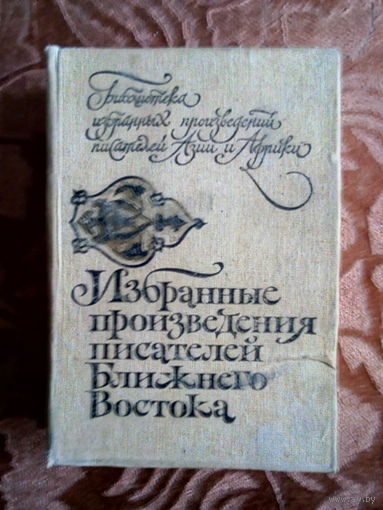 Библиотека
избранных произведений
писателей Азии и Африки
Избранные
произведения
писателей
Ближнего
Востока